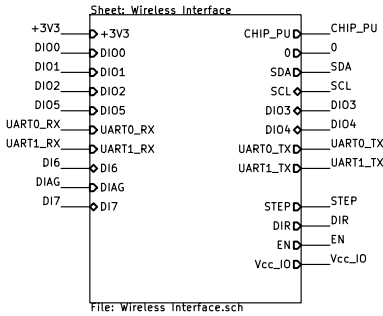 Sheet: Wireless Interface
+3V3 +3V3 CHIP_PU CHIP_PU
DIO0 DIO0 0 0
DIO1 DIO1 SDA SDA
DIO2 DIO2 SCL SCL
DIO5 DIO5 DIO3 DIO3
UART0_RX UART0_RX DIO4 DIO4
UART1_RX UART1_RX UART0_TX UART0_TX
DI6 DI6 UART1_TX UART1_TX
DIAG DIAG
DI7 DI7 STEP STEP
DIR DIR
EN EN
Vcc_IO Vcc_IO
File: Wireless Interface.sch